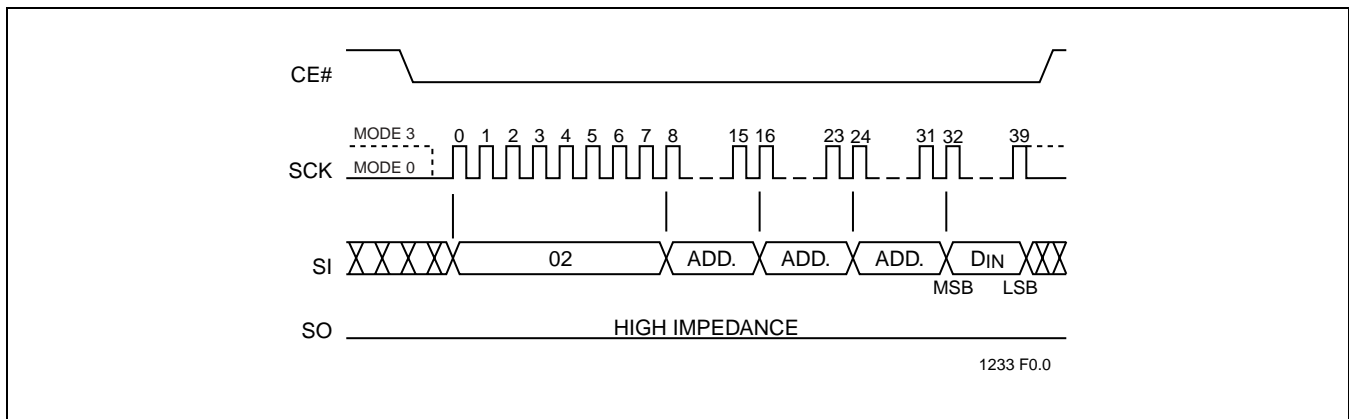 CE#
MODE 3
0 1 2 3 4 5 6 7 8 15 16 23 24 31 32 39
SCK
MODE 0
SI
02 ADD. ADD. ADD. DIN
MSB LSB
SO
HIGH IMPEDANCE
1233 F0.0